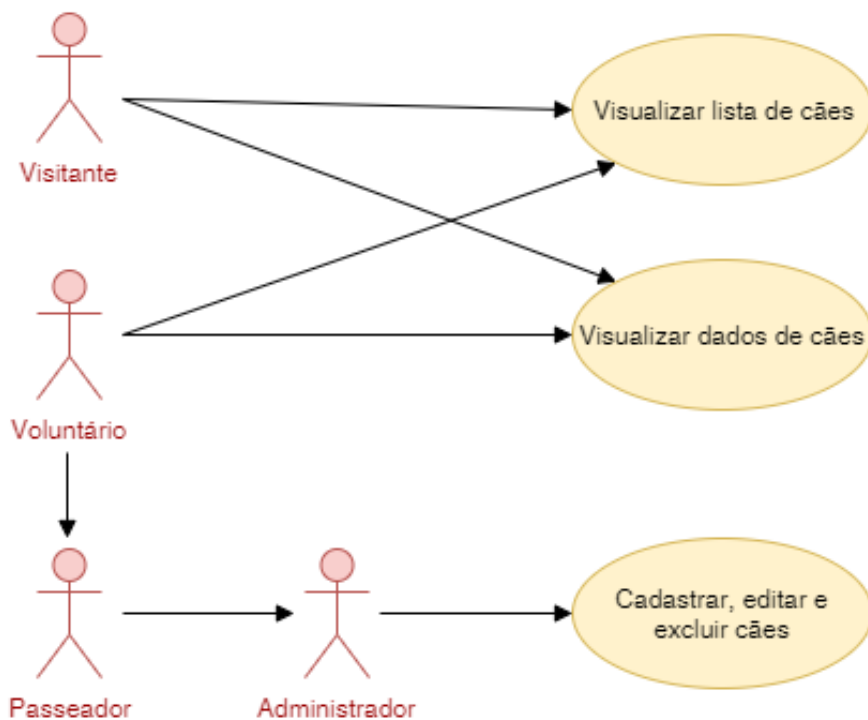 Visualizar lista de cães
Visitante
Visualizar dados de cães
Voluntário
Cadastrar, editar e
excluir cães
Passeador
Administrador